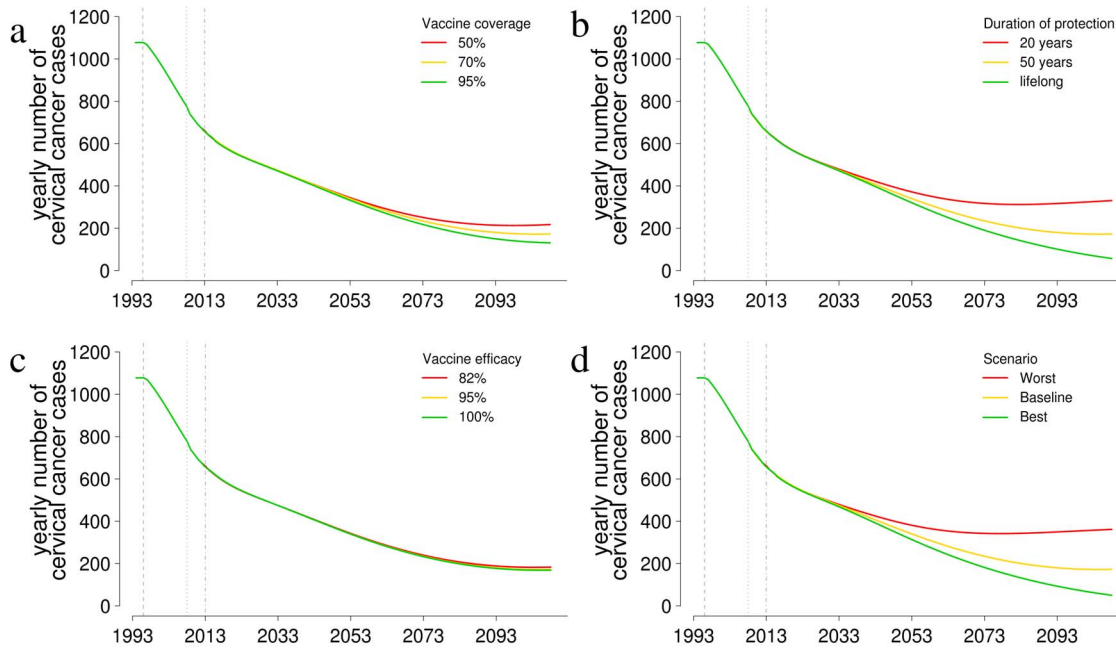 a
yearly number of
cervical cancer cases
1200
1000
800
600
400
200
0
1993 2013 2033 2053 2073 2093
Vaccine coverage
50%
70%
95%
b
yearly number of
cervical cancer cases
1200
1000
800
600
400
200
0
1993 2013 2033 2053 2073 2093
Duration of protection
20 years
50 years
lifelong
c
yearly number of
cervical cancer cases
1200
1000
800
600
400
200
0
1993 2013 2033 2053 2073 2093
Vaccine efficacy
82%
95%
100%
d
yearly number of
cervical cancer cases
1200
1000
800
600
400
200
0
1993 2013 2033 2053 2073 2093
Scenario
Worst
Baseline
Best